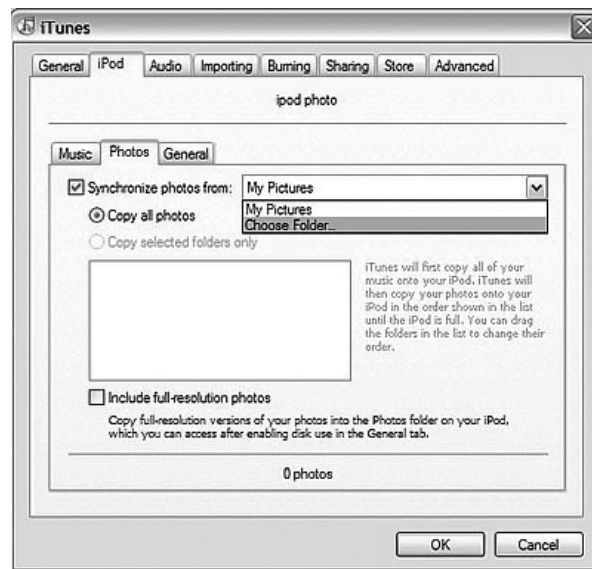 iTunes
General iPod Audio Importing Burning Sharing Store Advanced
ipod photo
Music Photos General
Synchronize photos from: My Pictures
My Pictures
Choose Folder...
Copy all photos
Copy selected folders only
iTunes will first copy all of your
music onto your iPod. iTunes will
then copy your photos onto your
iPod in the order shown in the list
until the iPod is full. You can drag
the folders in the list to change their
order.
Include full-resolution photos
Copy full-resolution versions of your photos into the Photos folder on your iPod,
which you can access after enabling disk use in the General tab.
0 photos
OK Cancel